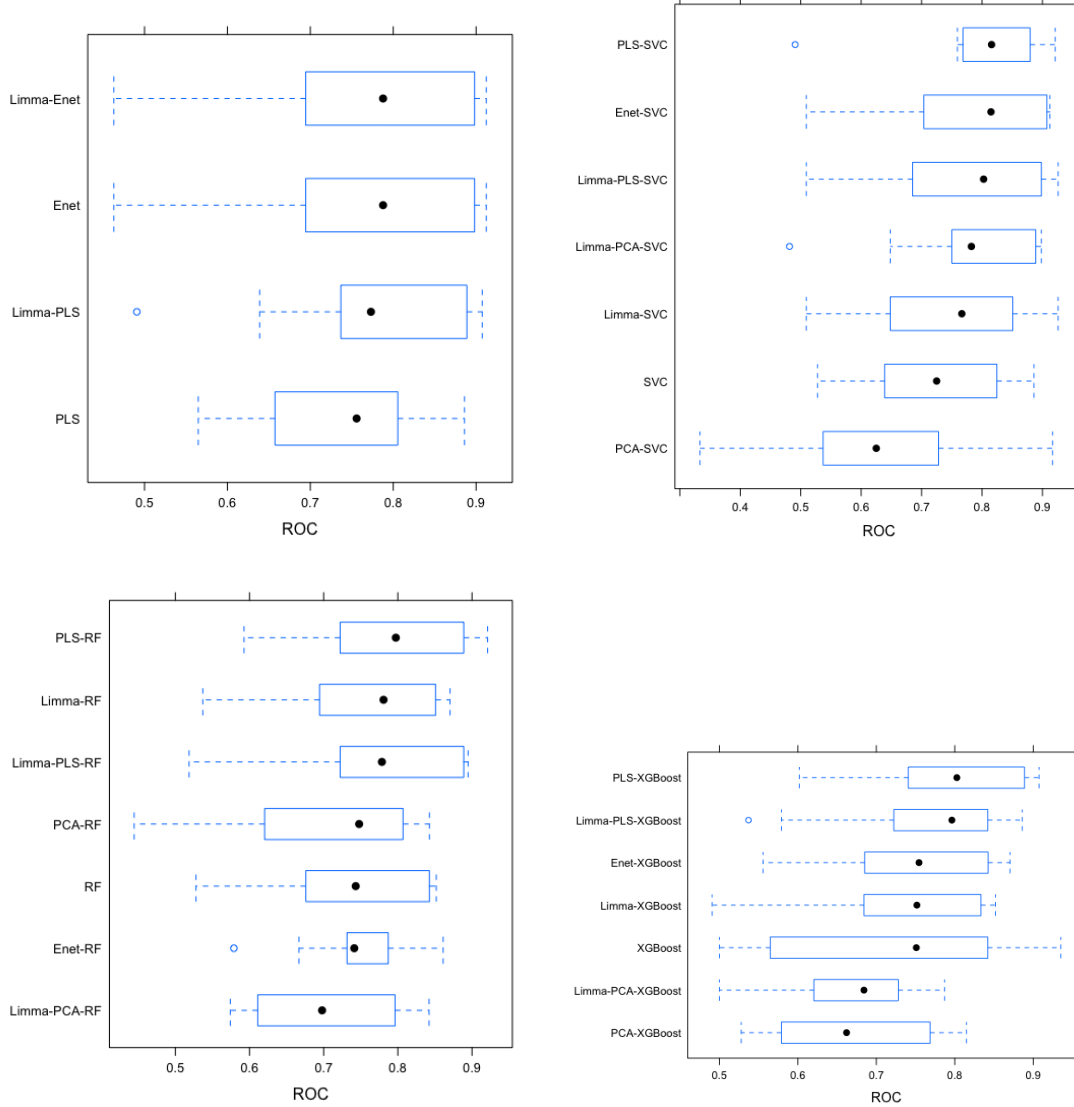 Limma-Enet
Enet
Limma-PLS
PLS
0.5 0.6 0.7 0.8 0.9
ROC
PLS-SVC
Enet-SVC
Limma-PLS-SVC
Limma-PCA-SVC
Limma-SVC
SVC
PCA-SVC
0.4 0.5 0.6 0.7 0.8 0.9
ROC
PLS-RF
Limma-RF
Limma-PLS-RF
PCA-RF
RF
Enet-RF
Limma-PCA-RF
0.5 0.6 0.7 0.8 0.9
ROC
PLS-XGBoost
Limma-PLS-XGBoost
Enet-XGBoost
Limma-XGBoost
XGBoost
Limma-PCA-XGBoost
PCA-XGBoost
0.5 0.6 0.7 0.8 0.9
ROC